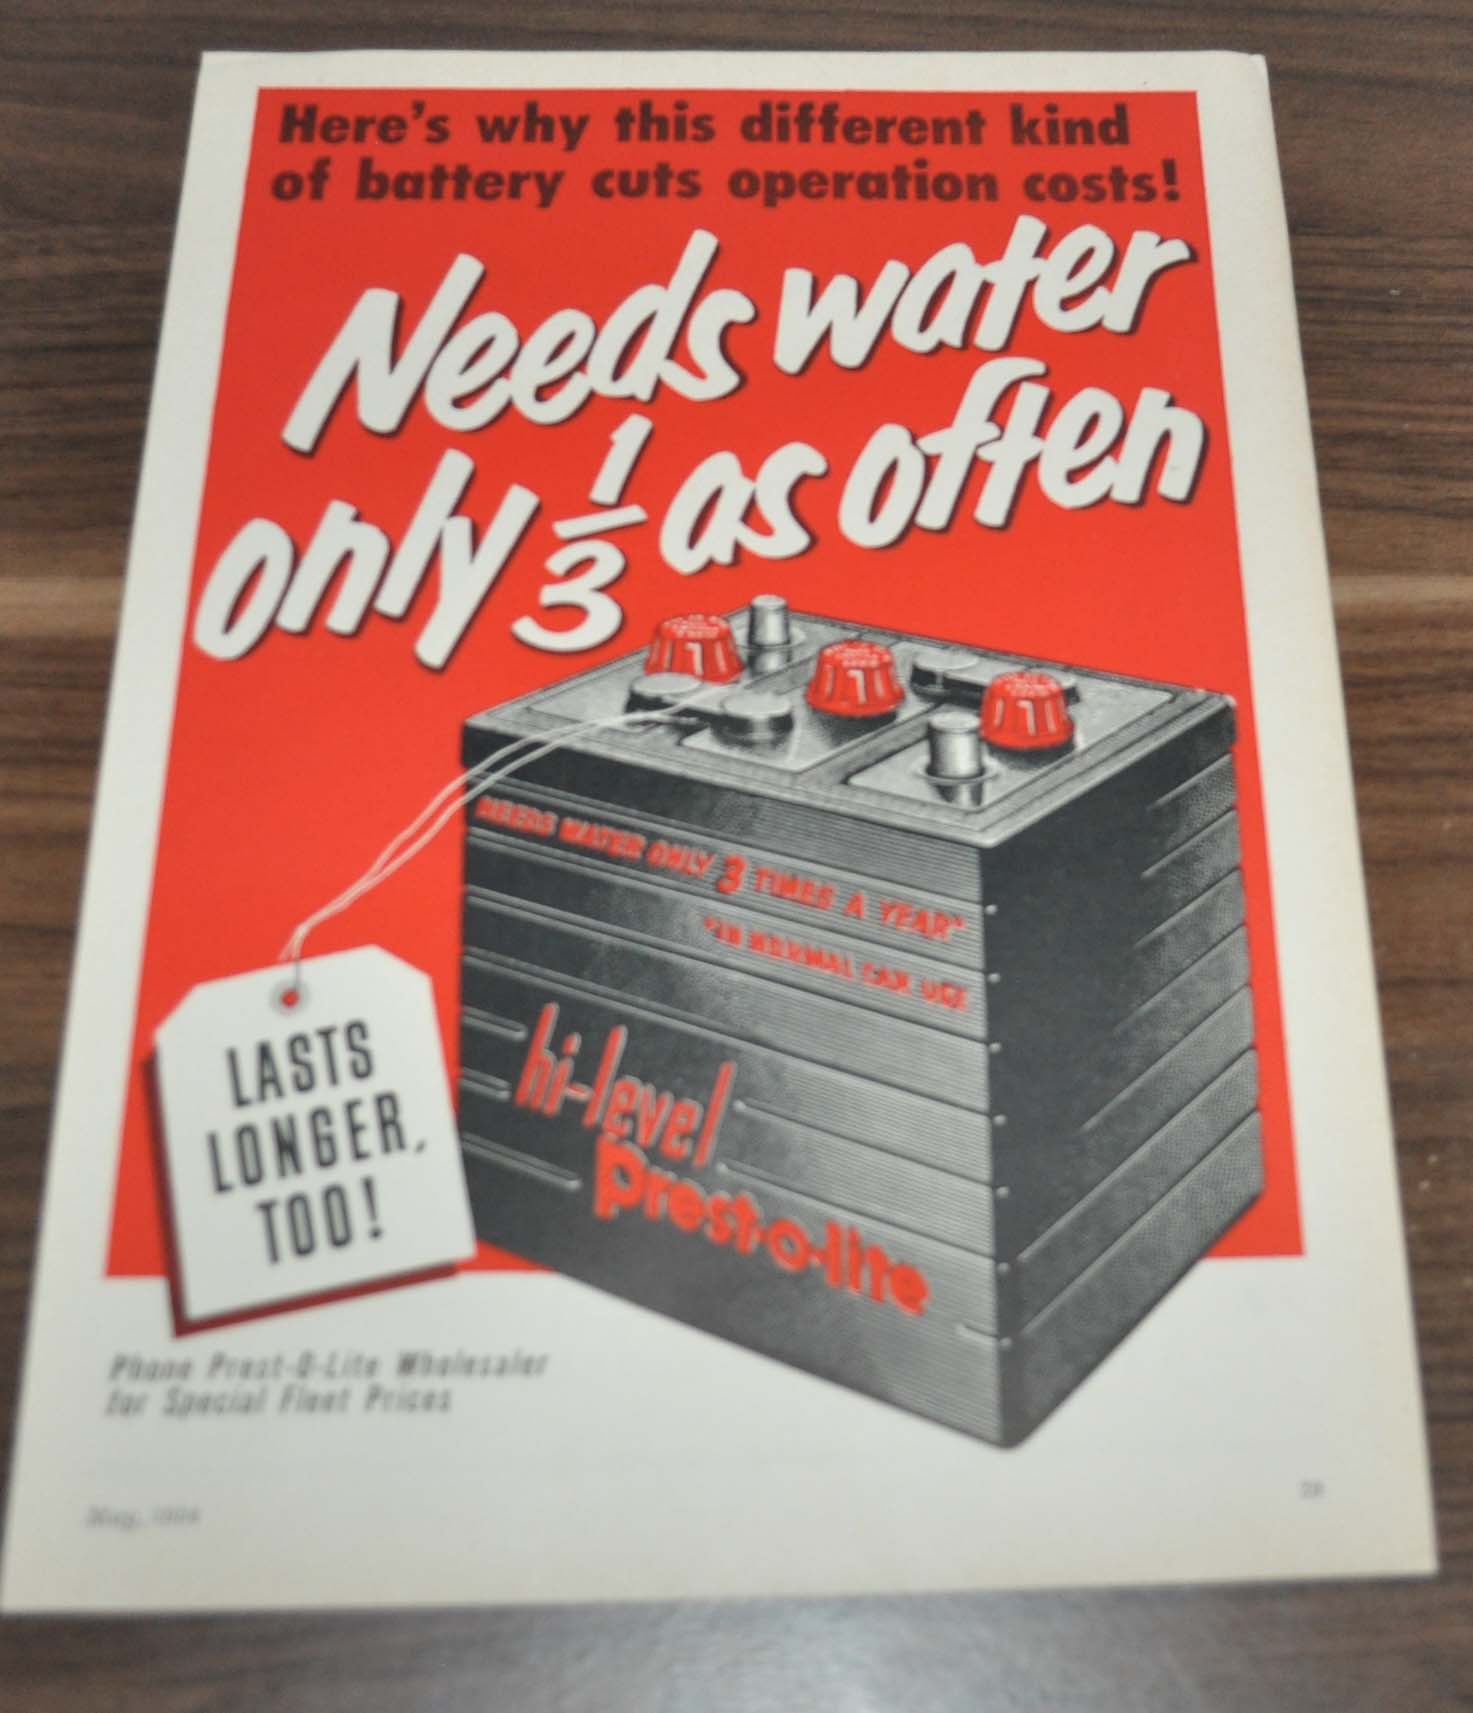 Here's why this different kind
of battery cuts operation costs!
Needs water
only 1/3 as often
NEEDS WATER ONLY 3 TIMES A YEAR*
*IN NORMAL CAR USE
hi-level
Prest-o-lite
LASTS
LONGER,
TOO!
Phone Prest-O-Lite Wholesaler
for Special Fleet Prices
May,